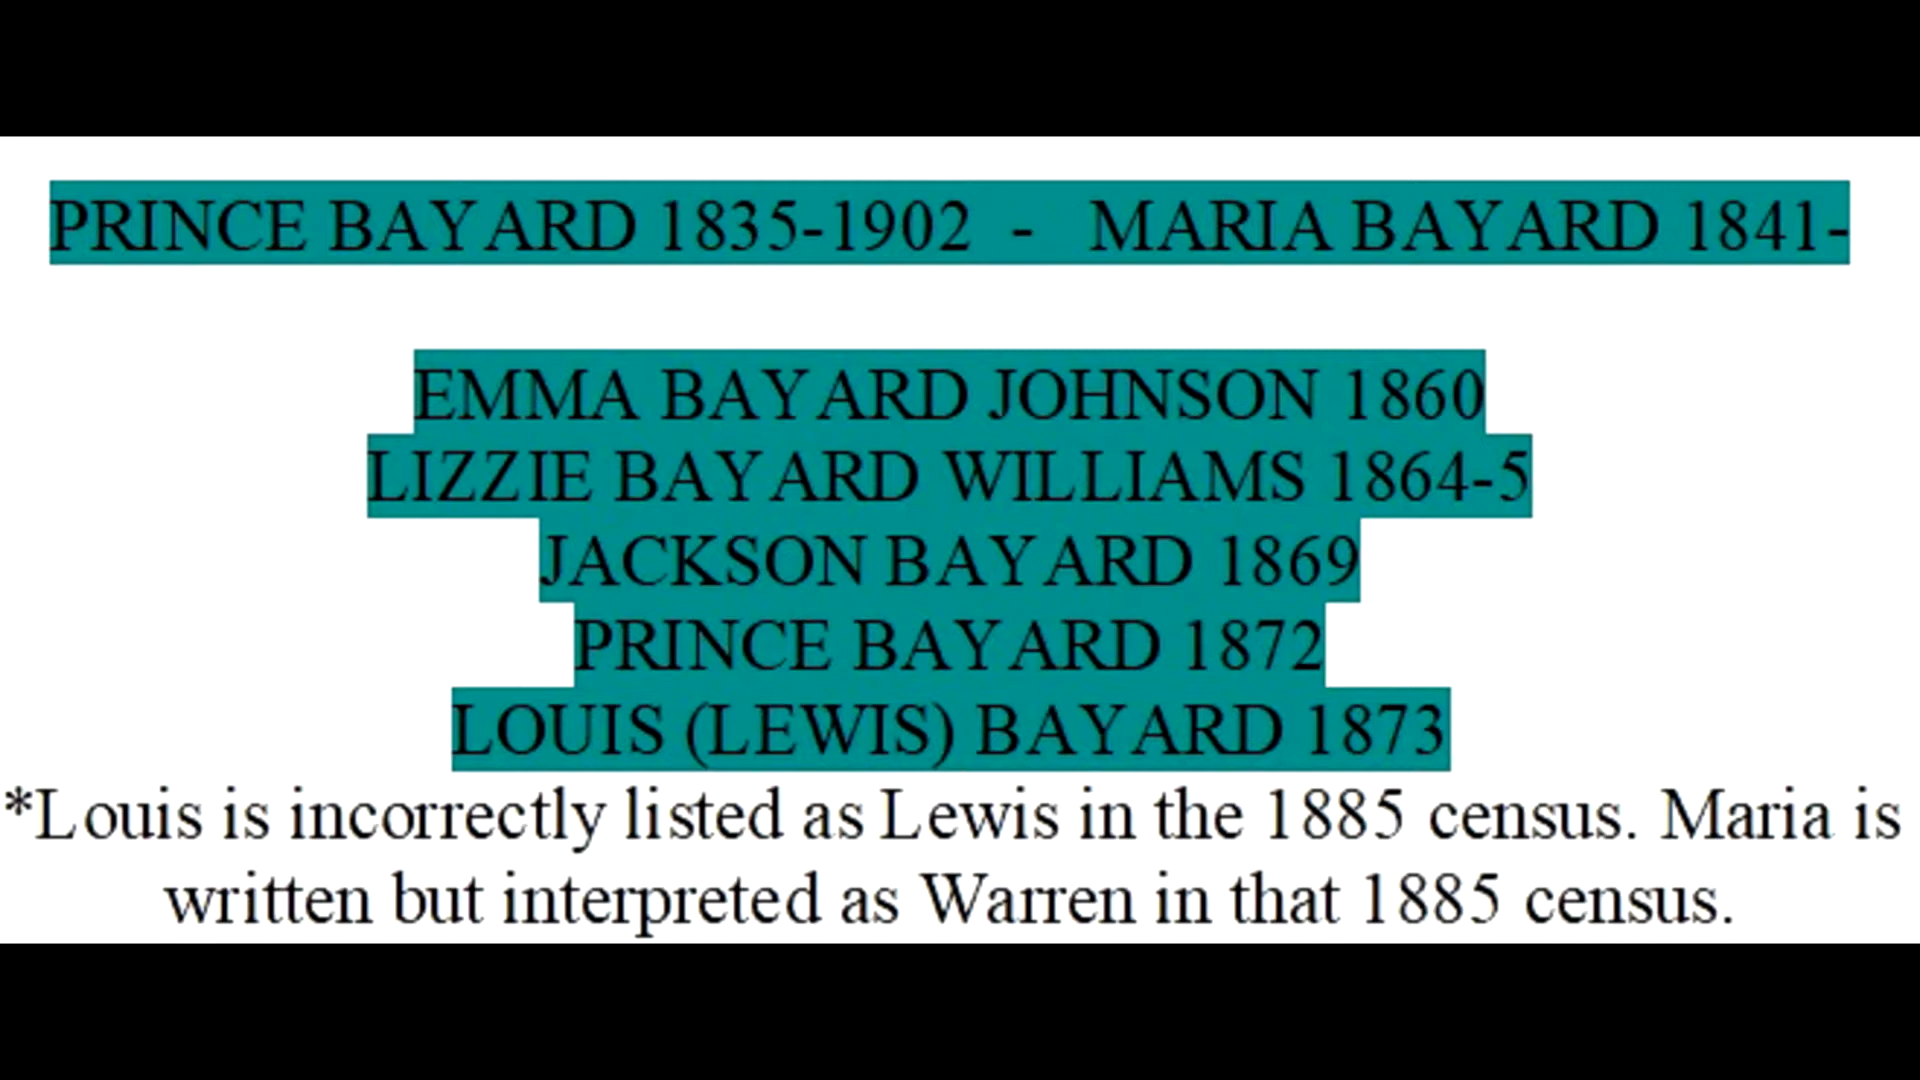 PRINCE BAYARD 1835-1902 - MARIA BAYARD 1841-
EMMA BAYARD JOHNSON 1860
LIZZIE BAYARD WILLIAMS 1864-5
JACKSON BAYARD 1869
PRINCE BAYARD 1872
LOUIS (LEWIS) BAYARD 1873
*Louis is incorrectly listed as Lewis in the 1885 census. Maria is
written but interpreted as Warren in that 1885 census.